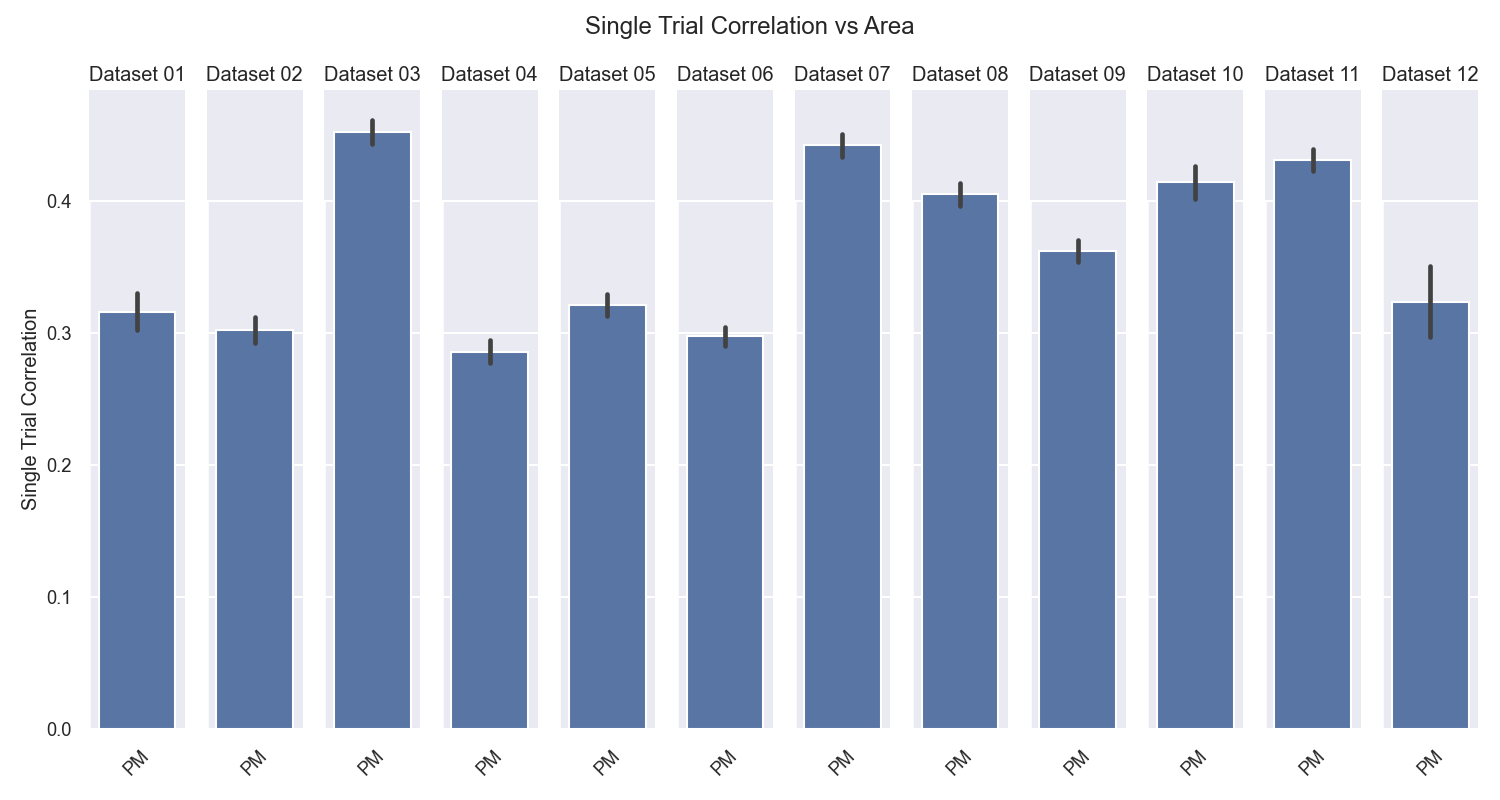 Single Trial Correlation vs Area
Dataset 01 Dataset 02 Dataset 03 Dataset 04 Dataset 05 Dataset 06 Dataset 07 Dataset 08 Dataset 09 Dataset 10 Dataset 11 Dataset 12
Single Trial Correlation
0.4
0.3
0.2
0.1
0.0
PM PM PM PM PM PM PM PM PM PM PM PM